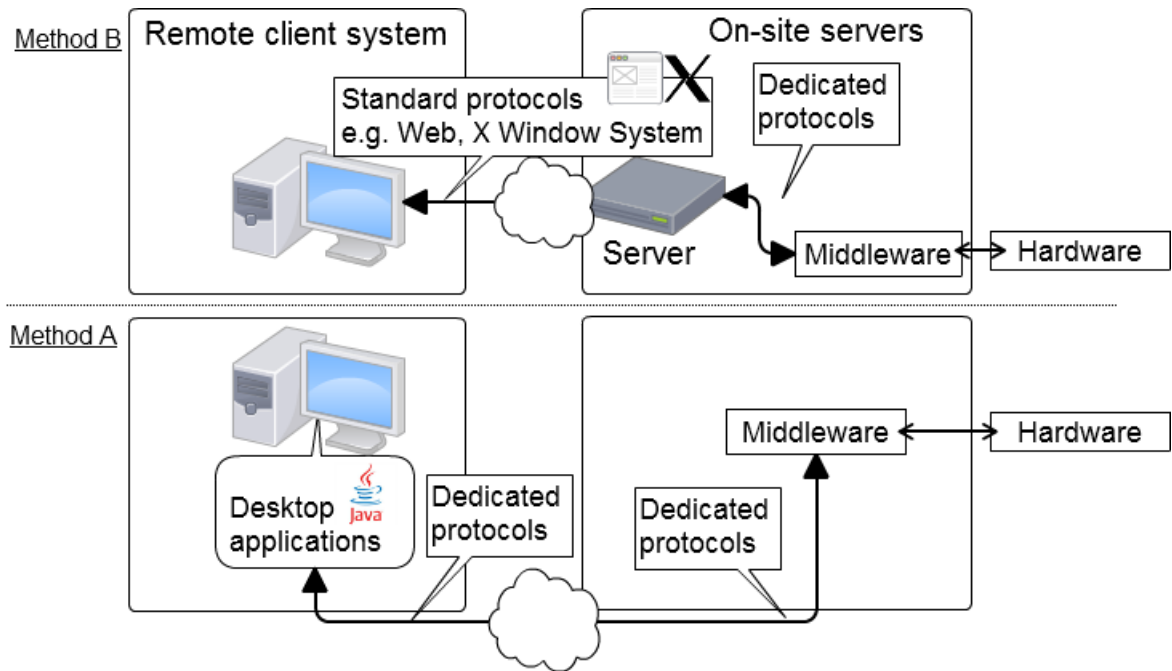 Method B
Remote client system
On-site servers
Standard protocols
e.g. Web, X Window System
X
Dedicated
protocols
Server
Middleware
Hardware
Method A
Desktop
applications
Java
Dedicated
protocols
Dedicated
protocols
Middleware
Hardware